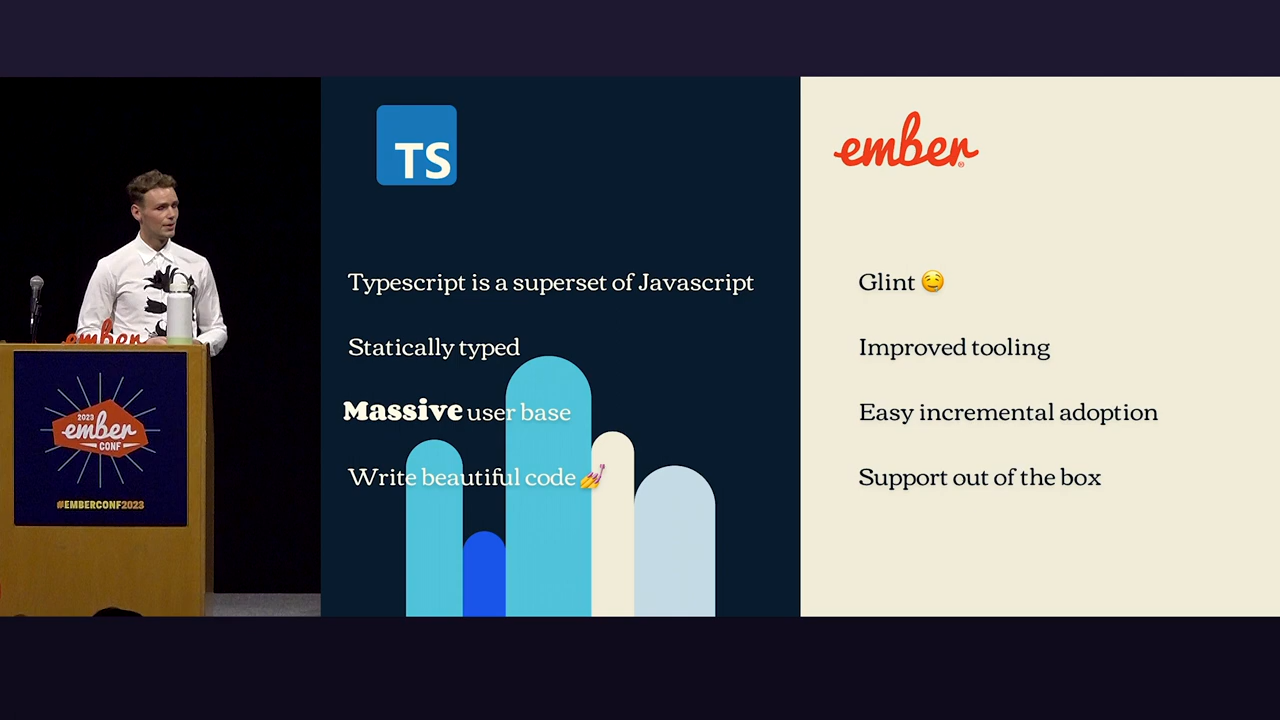 ember
2023
ember
CONF
#EMBERCONF2023
TS
Typescript is a superset of Javascript
Statically typed
Massive user base
Write beautiful code 💅
ember
Glint 😌
Improved tooling
Easy incremental adoption
Support out of the box